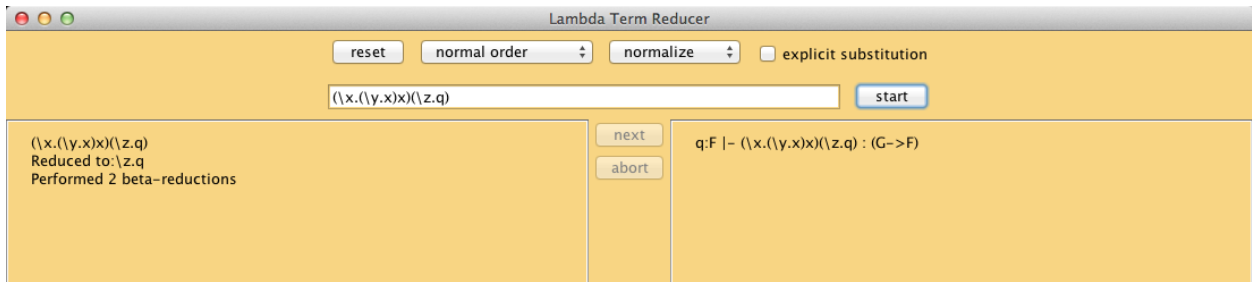 Lambda Term Reducer
reset normal order normalize explicit substitution
(\x.(\y.x)x)(\z.q) start
(\x.(\y.x)x)(\z.q)
Reduced to:\z.q
Performed 2 beta-reductions
next
abort
q:F |- (\x.(\y.x)x)(\z.q) : (G->F)